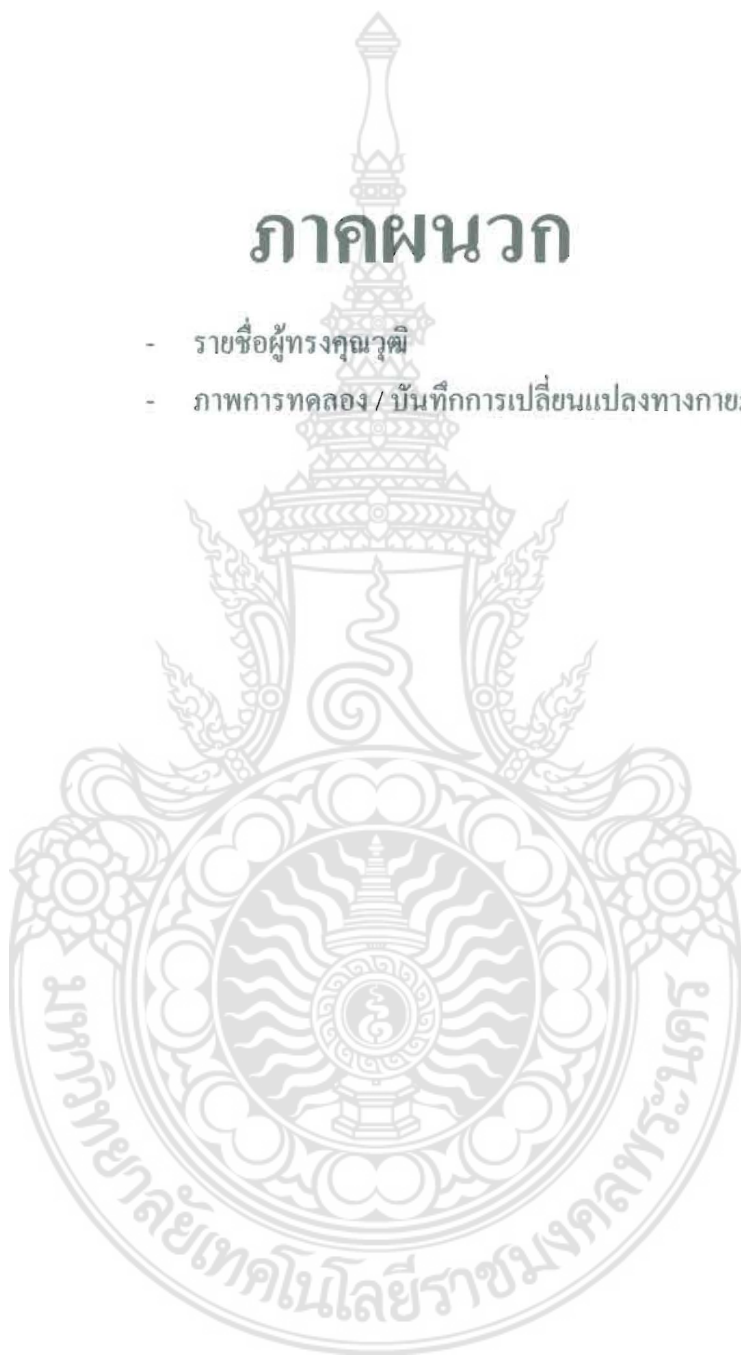 ภาคผนวก
- รายชื่อผู้ทรงคุณวุฒิ
- ภาพการทดลอง / บันทึกการเปลี่ยนแปลงทางกาย
มหาวิทยาลัยเทคโนโลยีราชมงคลพระนคร